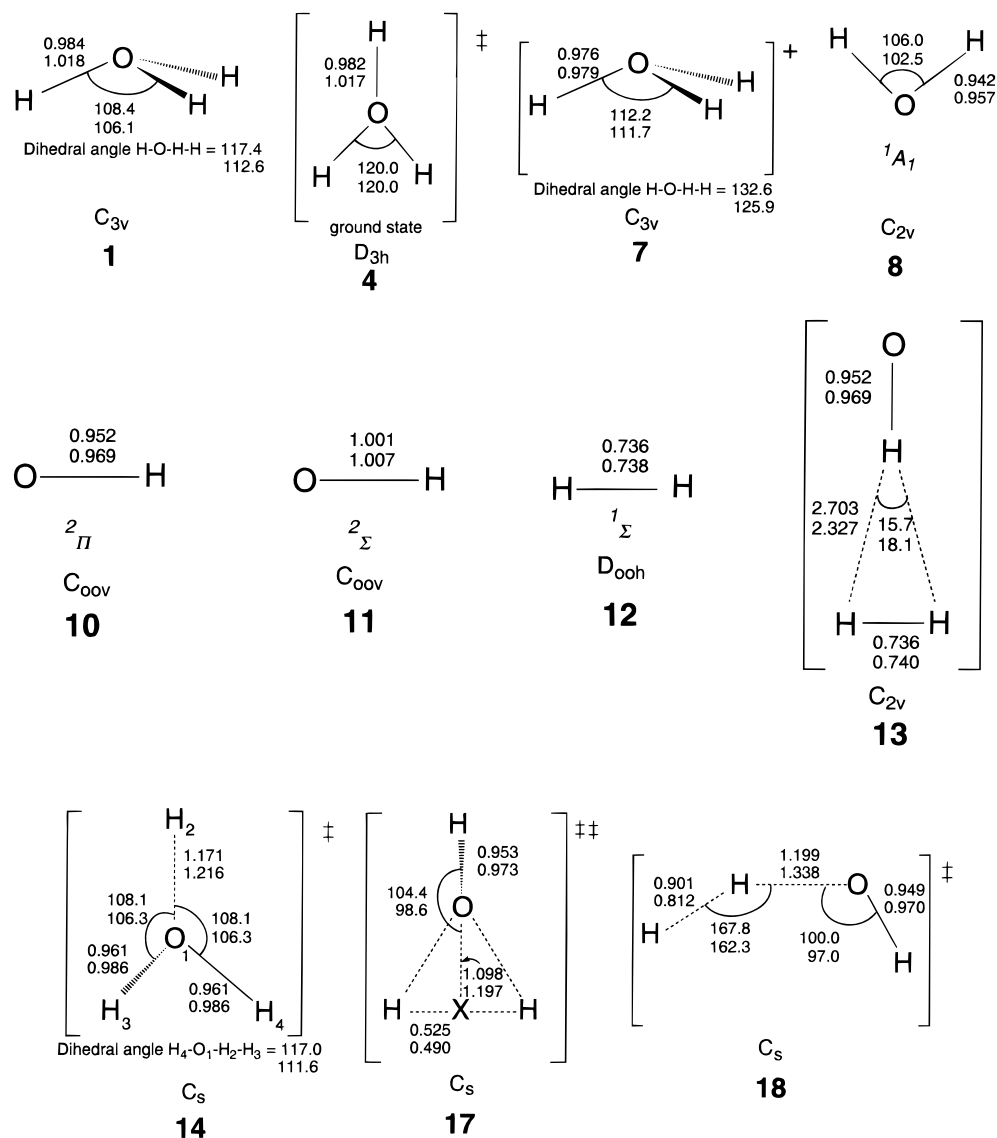 0.984
1.018
O
H
H
H
108.4
106.1
Dihedral angle H-O-H-H = 117.4
112.6
C3v
1
H
0.982
1.017
O
H
H
120.0
120.0
‡
ground state
D3h
4
0.976
0.979
O
H
H
H
112.2
111.7
+
Dihedral angle H-O-H-H = 132.6
125.9
C3v
7
H
H
106.0
102.5
0.942
0.957
O
1A1
C2v
8
0.952
0.969
O
H
2Π
Coov
10
1.001
1.007
O
H
2Σ
Coov
11
0.736
0.738
H
H
1Σ
Dooh
12
O
0.952
0.969
H
2.703
2.327
15.7
18.1
H
H
0.736
0.740
C2v
13
H2
‡
1.171
1.216
108.1
106.3
108.1
106.3
O1
0.961
0.986
0.961
0.986
H3
H4
Dihedral angle H4-O1-H2-H3 = 117.0
111.6
Cs
14
H
‡‡
0.953
0.973
104.4
98.6
O
1.098
1.197
H
X
H
0.525
0.490
Cs
17
1.199
1.338
‡
0.901
0.812
H
O
0.949
0.970
H
167.8
162.3
100.0
97.0
H
Cs
18